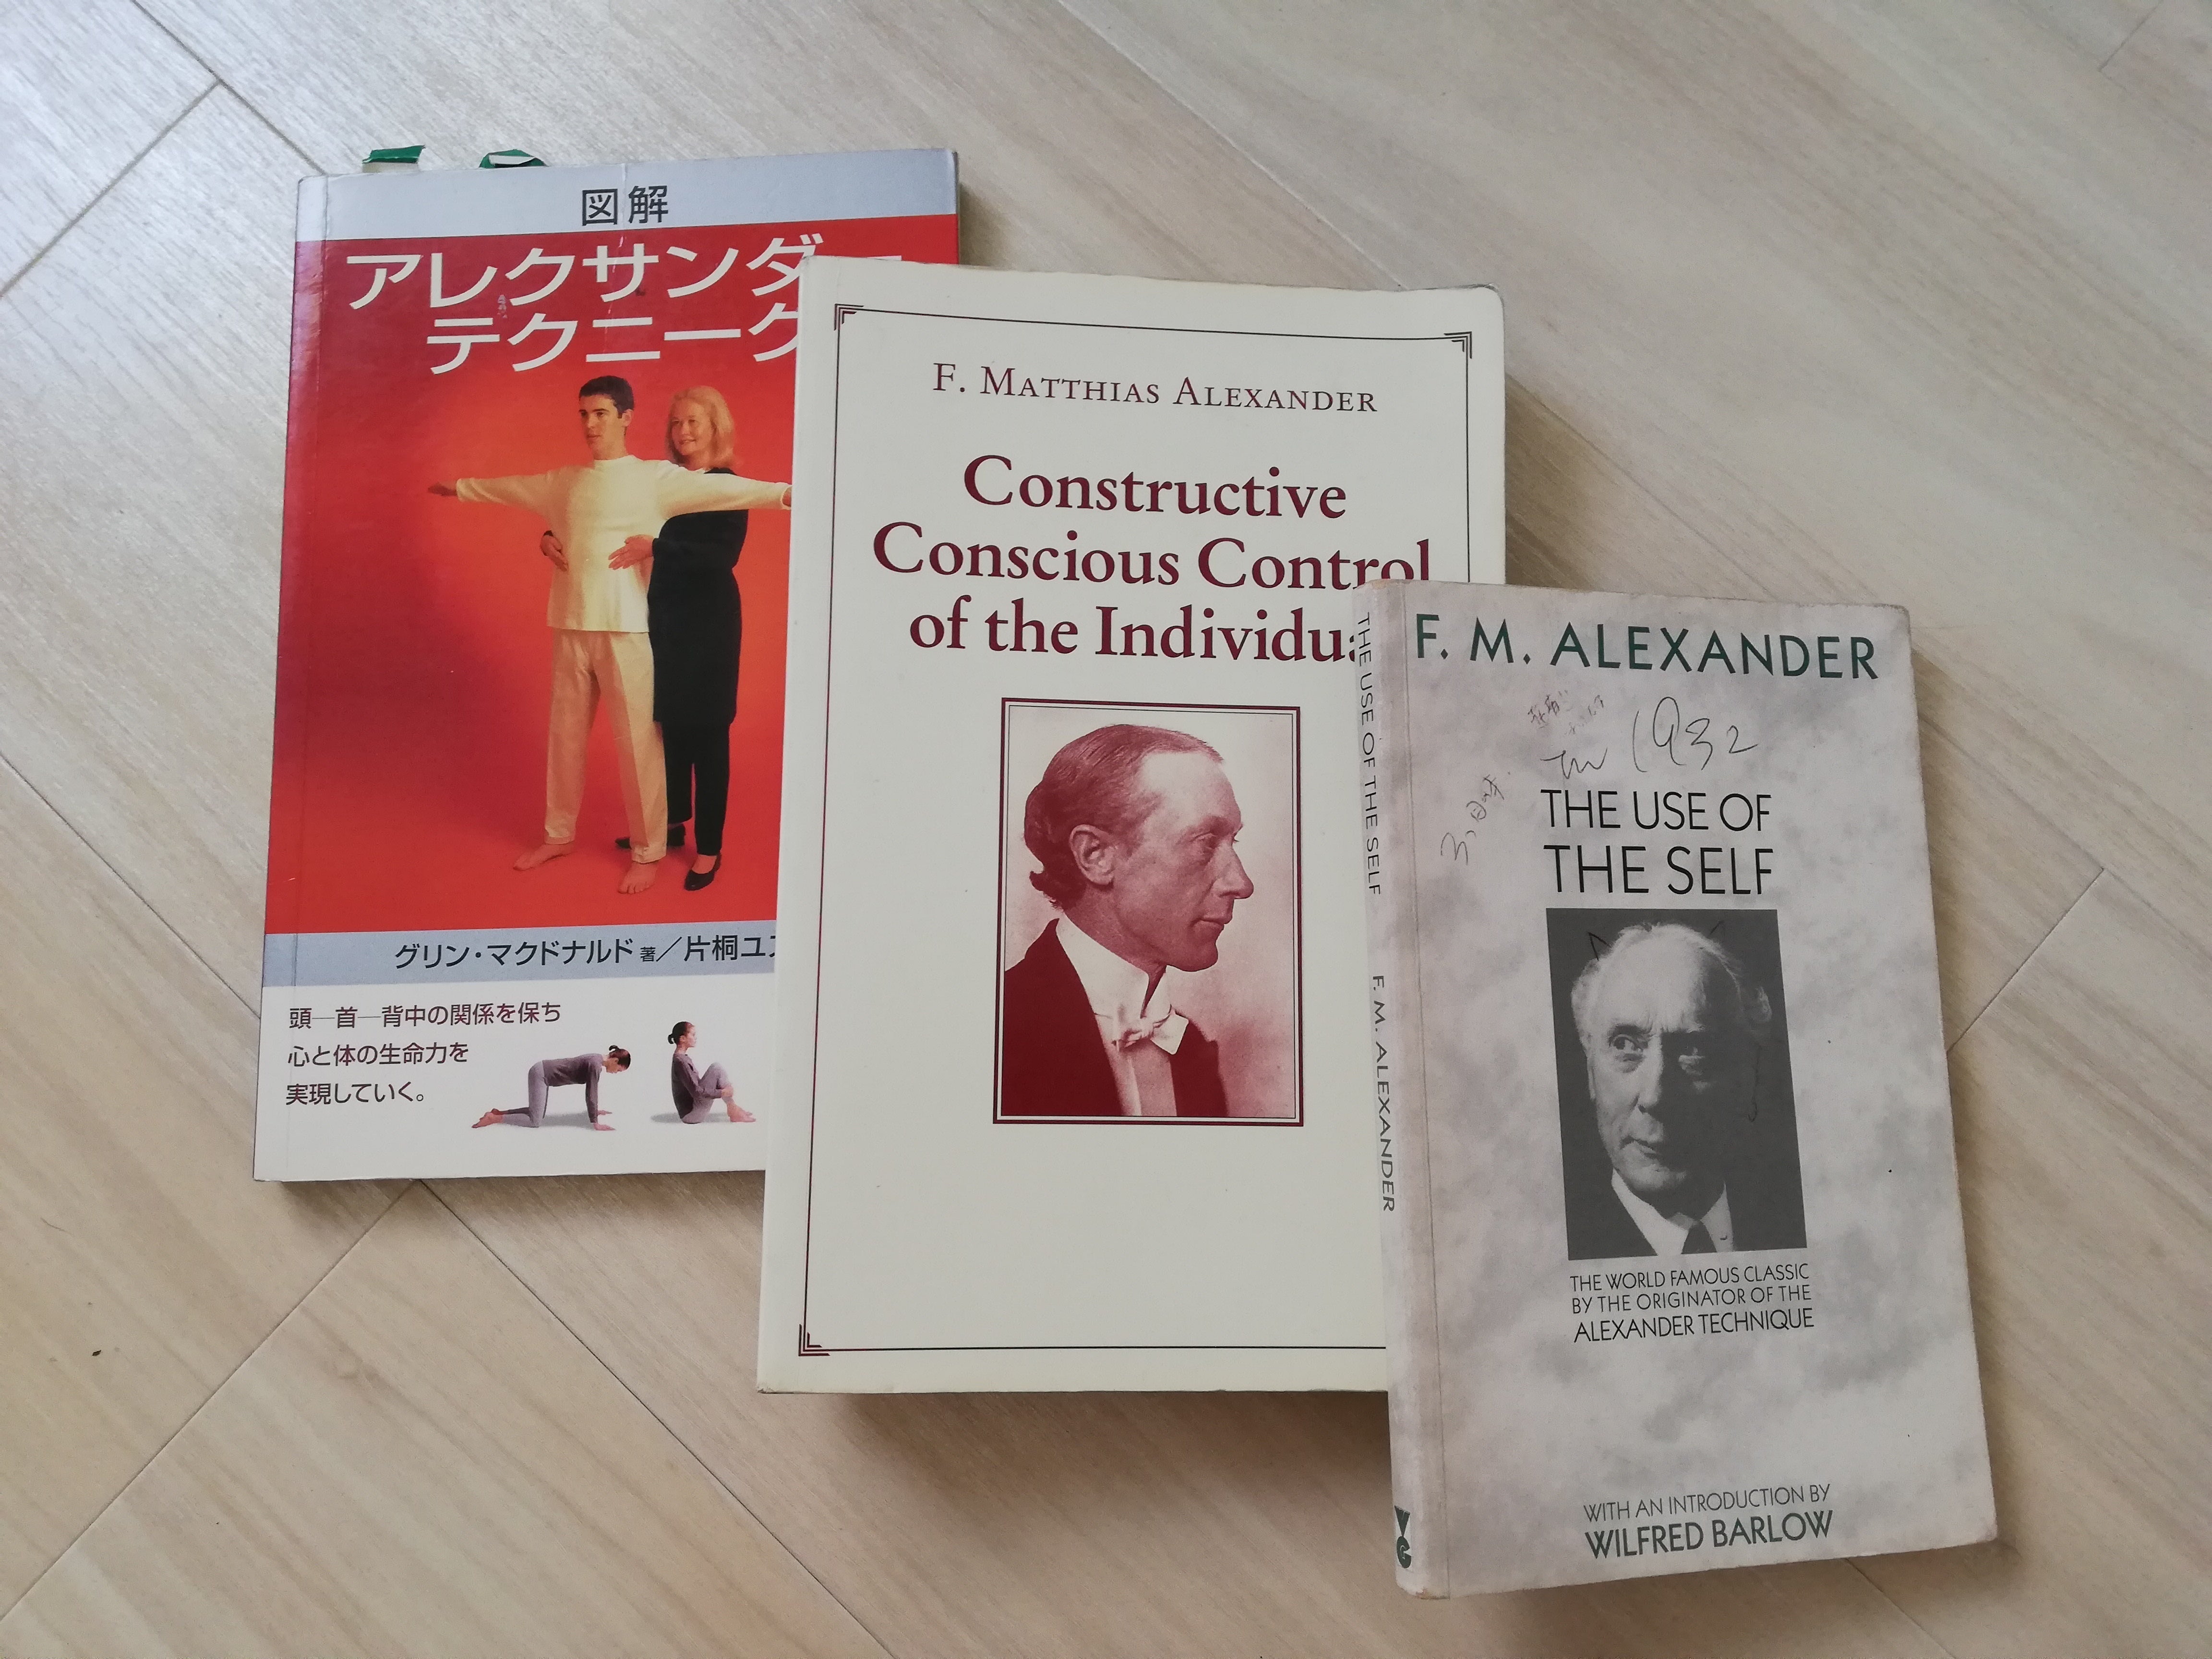 図解
アレクサンダー
テクニーク
グリン・マクドナルド 著／片桐ユ
頭―首―背中の関係を保ち
心と体の生命力を
実現していく。
F. MATTHIAS ALEXANDER
Constructive
Conscious Control
of the Individua
THE USE OF THE SELF
F. M. ALEXANDER
VG
F. M. ALEXANDER
1932
THE USE OF
THE SELF
THE WORLD FAMOUS CLASSIC
BY THE ORIGINATOR OF THE
ALEXANDER TECHNIQUE
WITH AN INTRODUCTION BY
WILFRED BARLOW